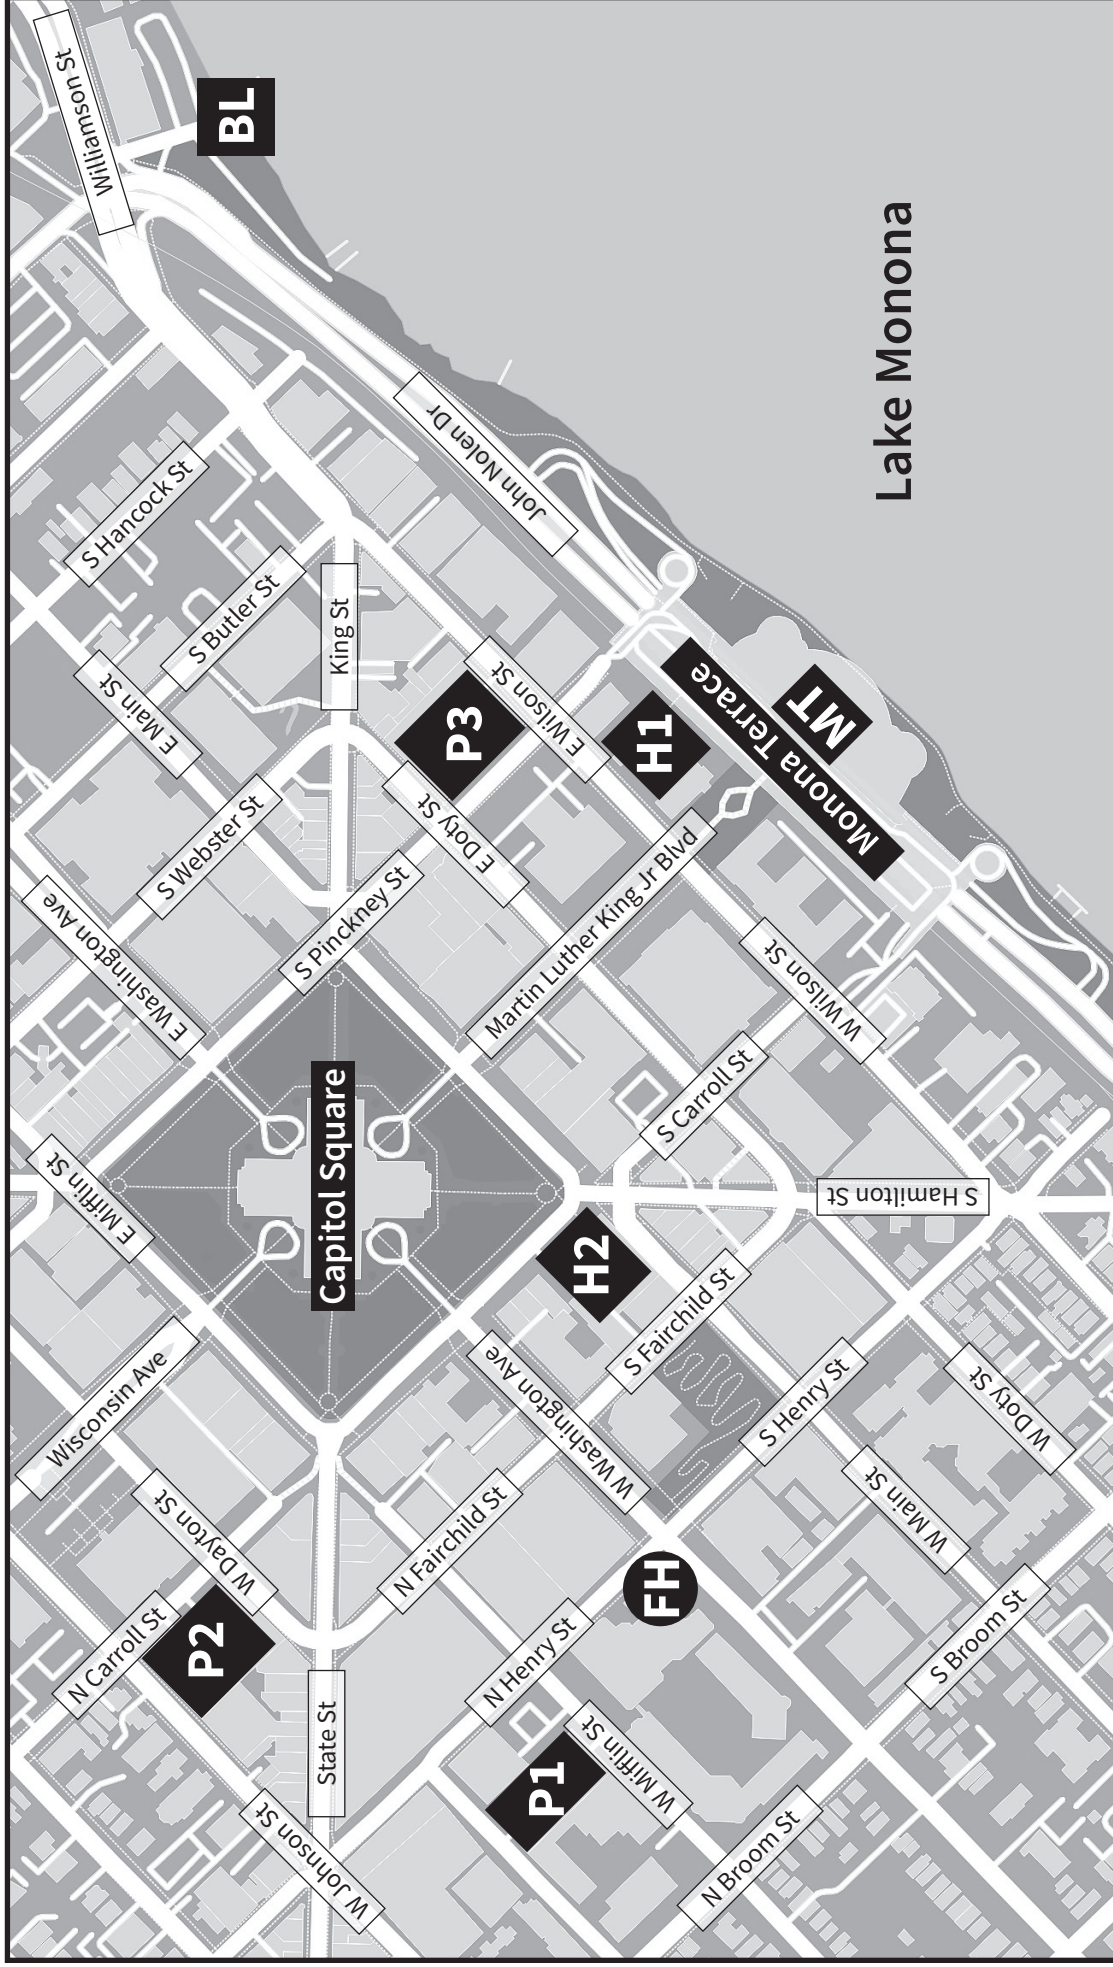 Williamson St
BL
Lake Monona
John Nolen Dr
S Hancock St
S Butler St
King St
E Main St
E Wilson St
P3
H1
Monona Terrace
MT
E Doty St
S Webster St
S Pinckney St
E Washington Ave
Martin Luther King Jr Blvd
W Wilson St
S Carroll St
Capitol Square
E Mifflin St
S Hamilton St
H2
S Fairchild St
Wisconsin Ave
W Washington Ave
S Henry St
W Doty St
W Main St
W Dayton St
N Fairchild St
N Carroll St
P2
FH
N Henry St
S Broom St
State St
P1
W Mifflin St
W Johnson St
N Broom St